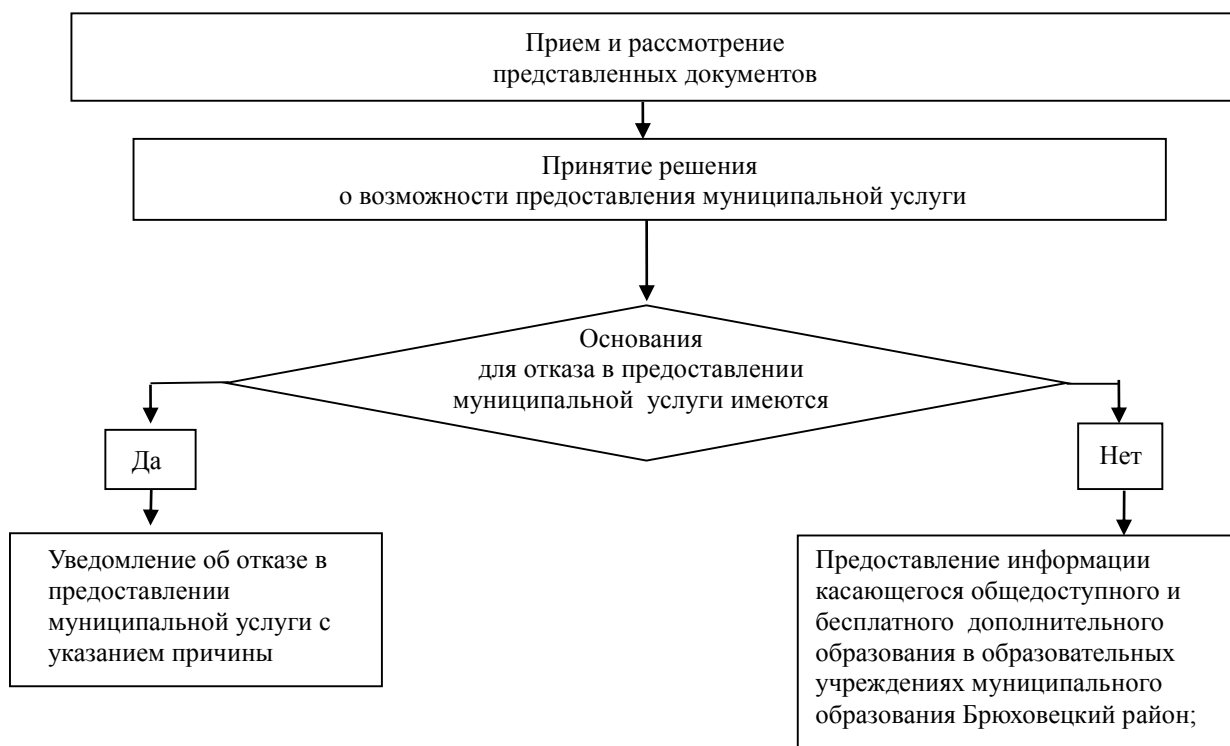 Прием и рассмотрение
представленных документов
Принятие решения
о возможности предоставления муниципальной услуги
Основания
для отказа в предоставлении
муниципальной услуги имеются
Да
Нет
Уведомление об отказе в
предоставлении
муниципальной услуги с
указанием причины
Предоставление информации
касающегося общедоступного и
бесплатного дополнительного
образования в образовательных
учреждениях муниципального
образования Брюховецкий район;